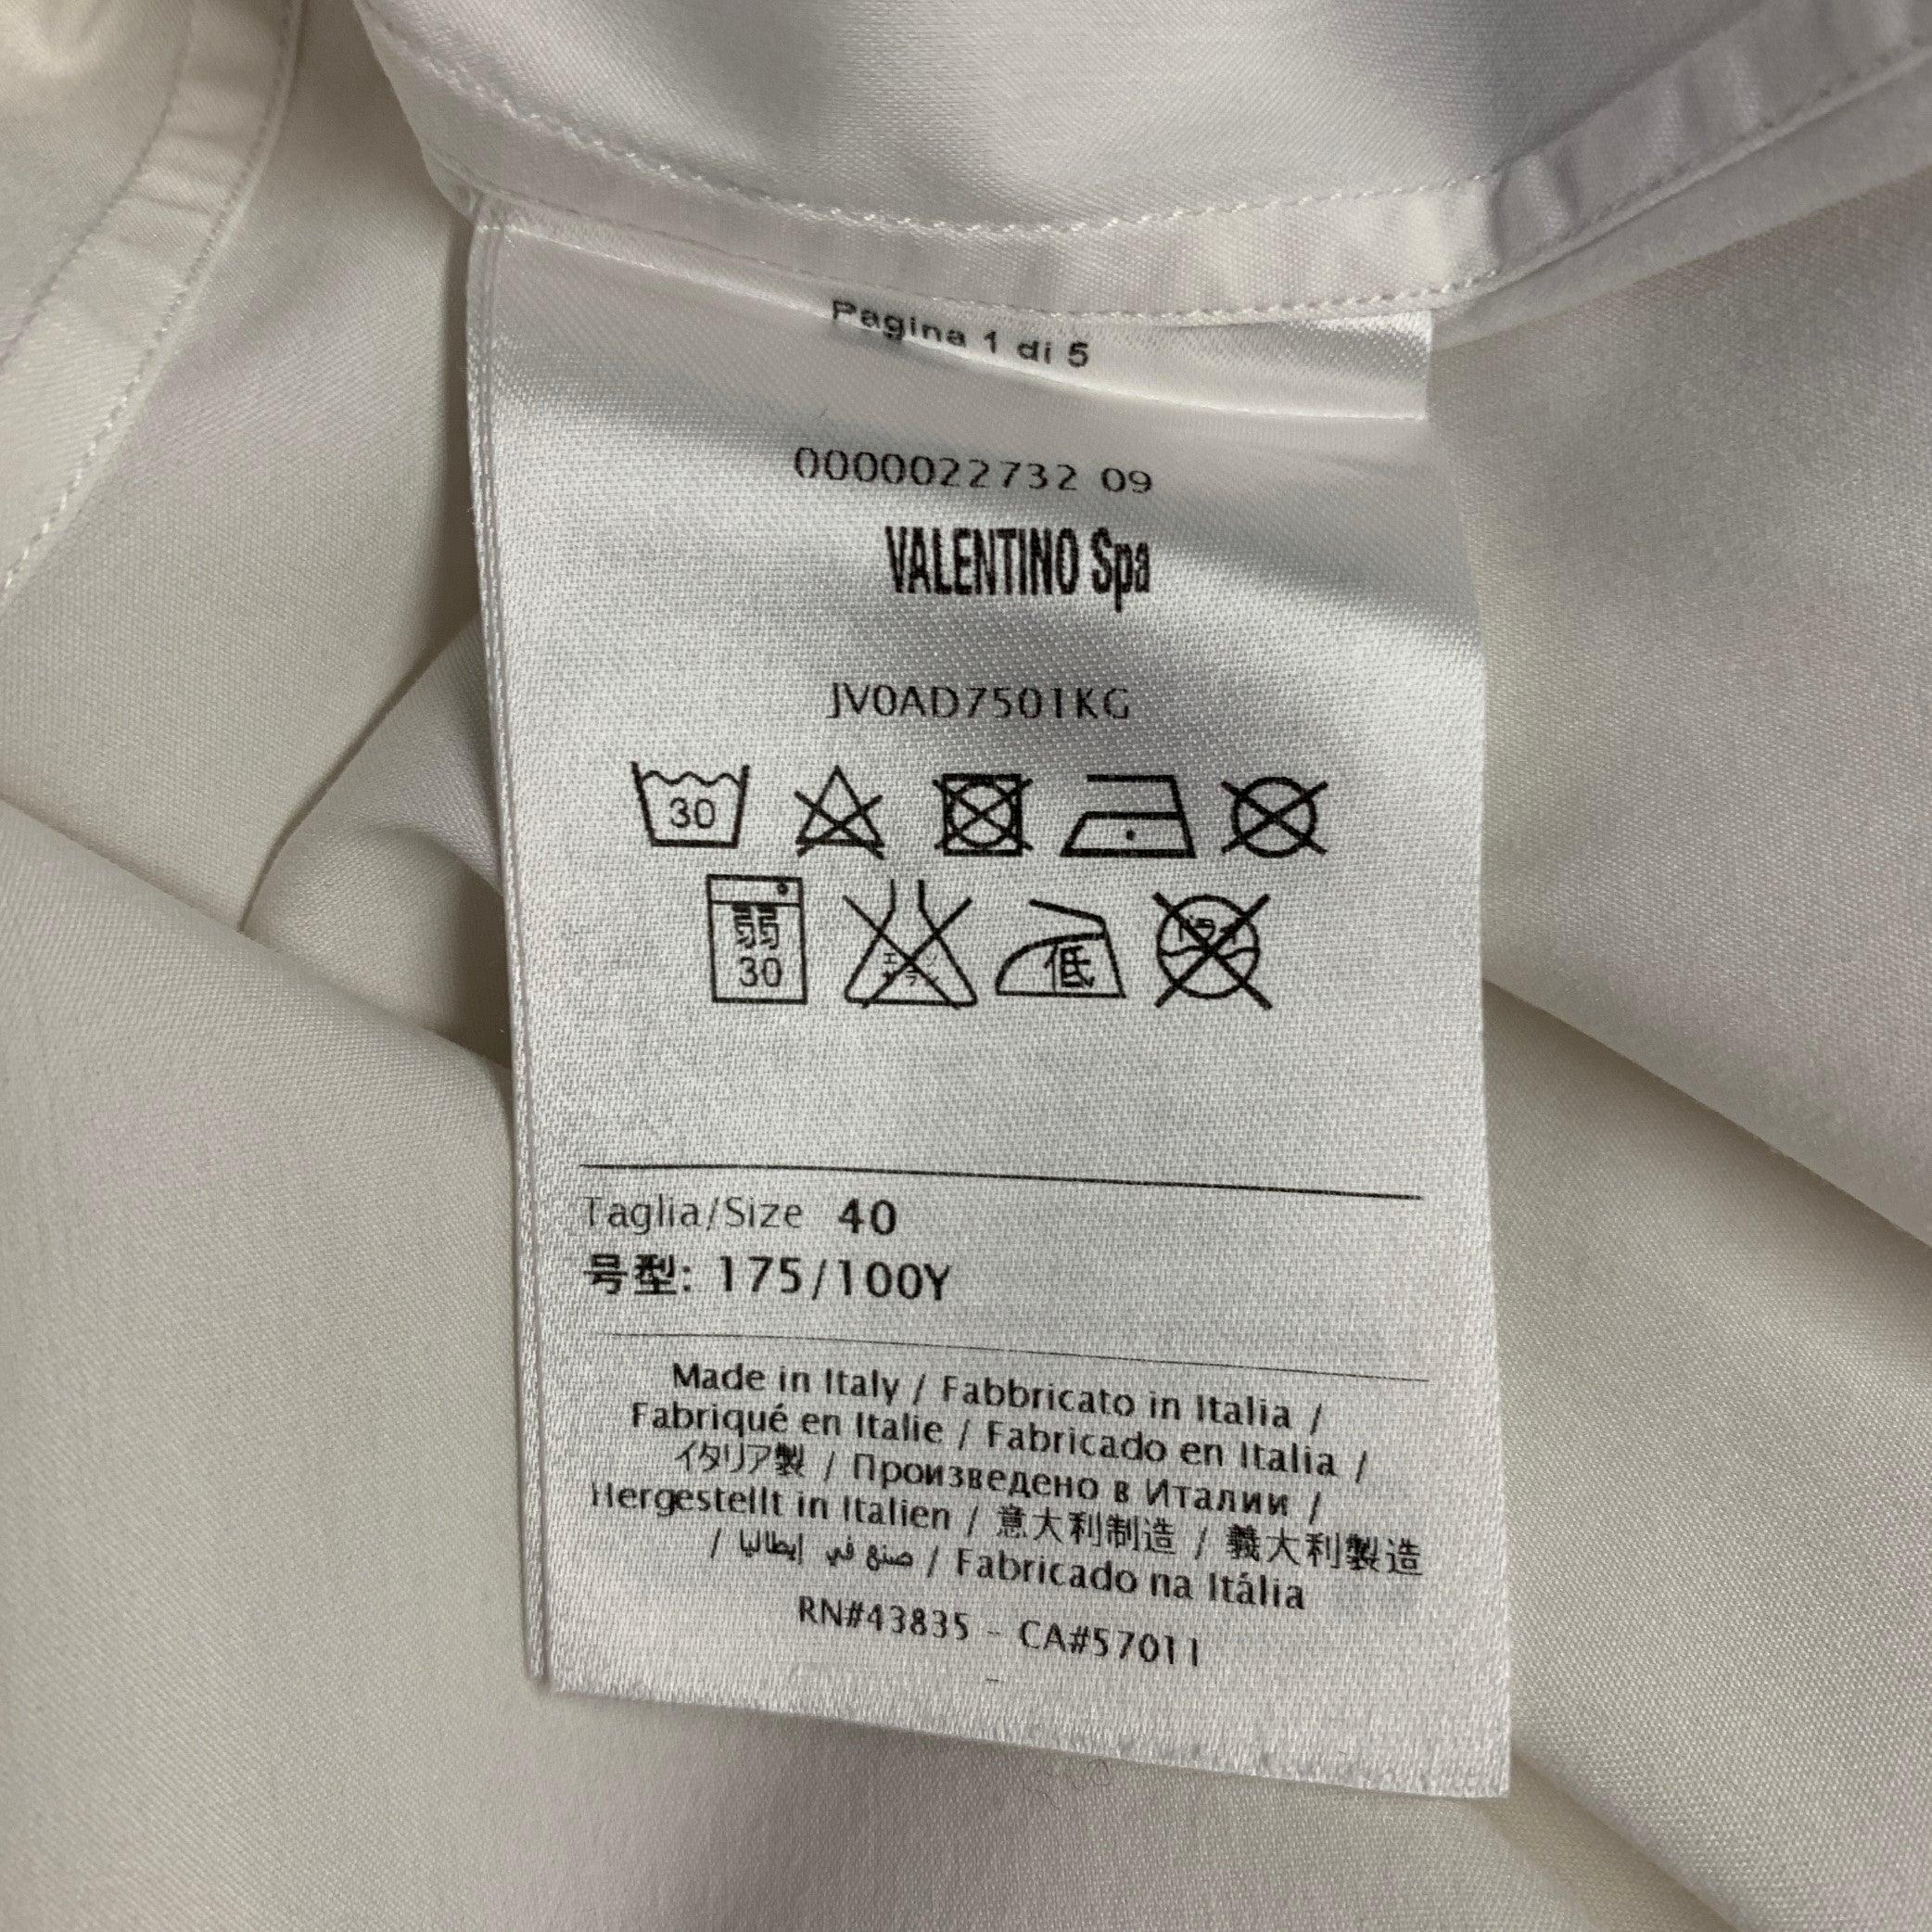 Pagina 1 di 5
0000022732 09
VALENTINO Spa
JV0AD7501KG
30
弱
30
低
Taglia/Size 40
号型: 175/100Y
Made in Italy / Fabbricato in Italia /
Fabriqué en Italie / Fabricado en Italia /
イタリア製 / Произведено в Италии /
Hergestellt in Italien / 意大利制造 / 義大利製造
/ صنع في إيطاليا / Fabricado na Itália
RN#43835 - CA#57011